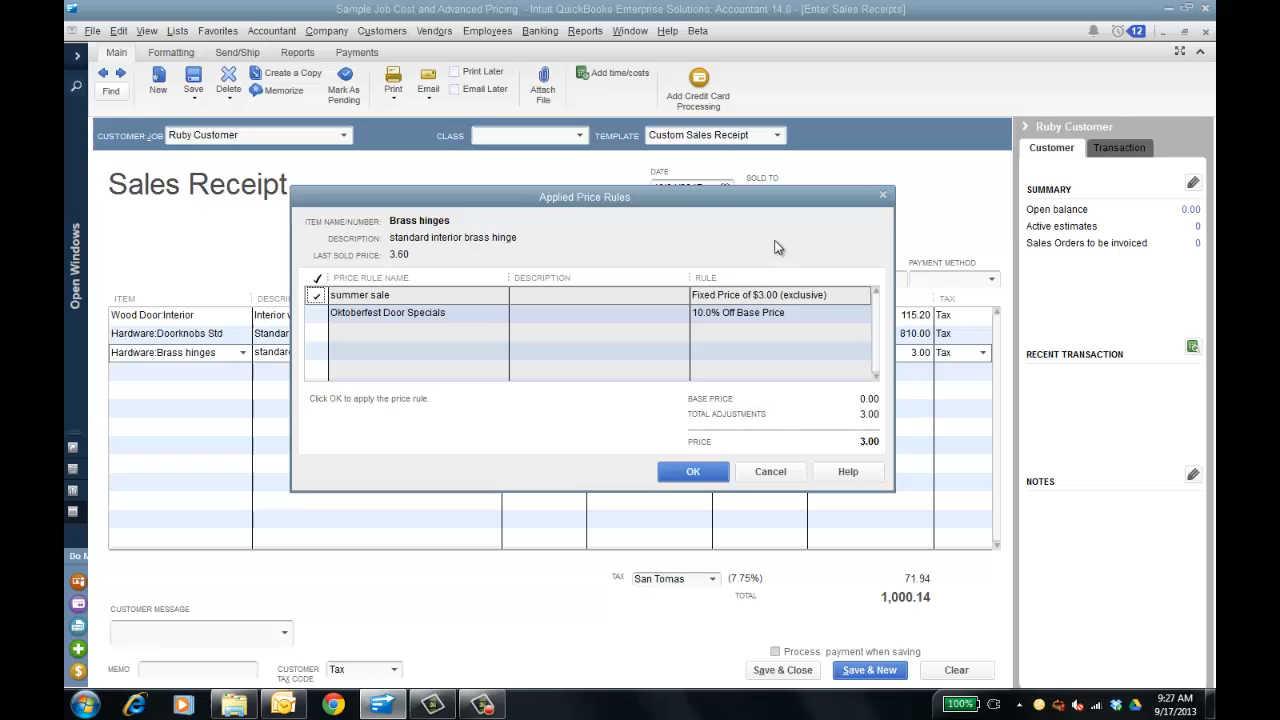 Sample Job Cost and Advanced Pricing - Intuit QuickBooks Enterprise Solutions: Accountant 14.0 - [Enter Sales Receipts]
File Edit View Lists Favorites Accountant Company Customers Vendors Employees Banking Reports Window Help Beta
12
Main Formatting Send/Ship Reports Payments
Find
New
Save
Delete
Create a Copy
Memorize
Mark As
Pending
Print
Email
Print Later
Email Later
Attach
File
Add time/costs
Add Credit Card
Processing
CUSTOMER:JOB Ruby Customer
CLASS
TEMPLATE Custom Sales Receipt
Ruby Customer
Customer Transaction
SUMMARY
Open balance 0.00
Active estimates 0
Sales Orders to be invoiced 0
RECENT TRANSACTION
NOTES
Open Windows
Sales Receipt
DATE
SOLD TO
PAYMENT METHOD
ITEM
TAX
Wood Door:Interior Interior 115.20 Tax
Hardware:Doorknobs Std Standa 810.00 Tax
Hardware:Brass hinges standa 3.00 Tax
Applied Price Rules
ITEM NAME/NUMBER: Brass hinges
DESCRIPTION: standard interior brass hinge
LAST SOLD PRICE: 3.60
PRICE RULE NAME DESCRIPTION RULE
summer sale Fixed Price of $3.00 (exclusive)
Oktoberfest Door Specials 10.0% Off Base Price
Click OK to apply the price rule.
BASE PRICE 0.00
TOTAL ADJUSTMENTS 3.00
PRICE 3.00
OK Cancel Help
TAX San Tomas (7.75%) 71.94
TOTAL 1,000.14
CUSTOMER MESSAGE
MEMO
CUSTOMER
TAX CODE
Tax
Process payment when saving
Save & Close Save & New Clear
100%
9:27 AM
9/17/2013